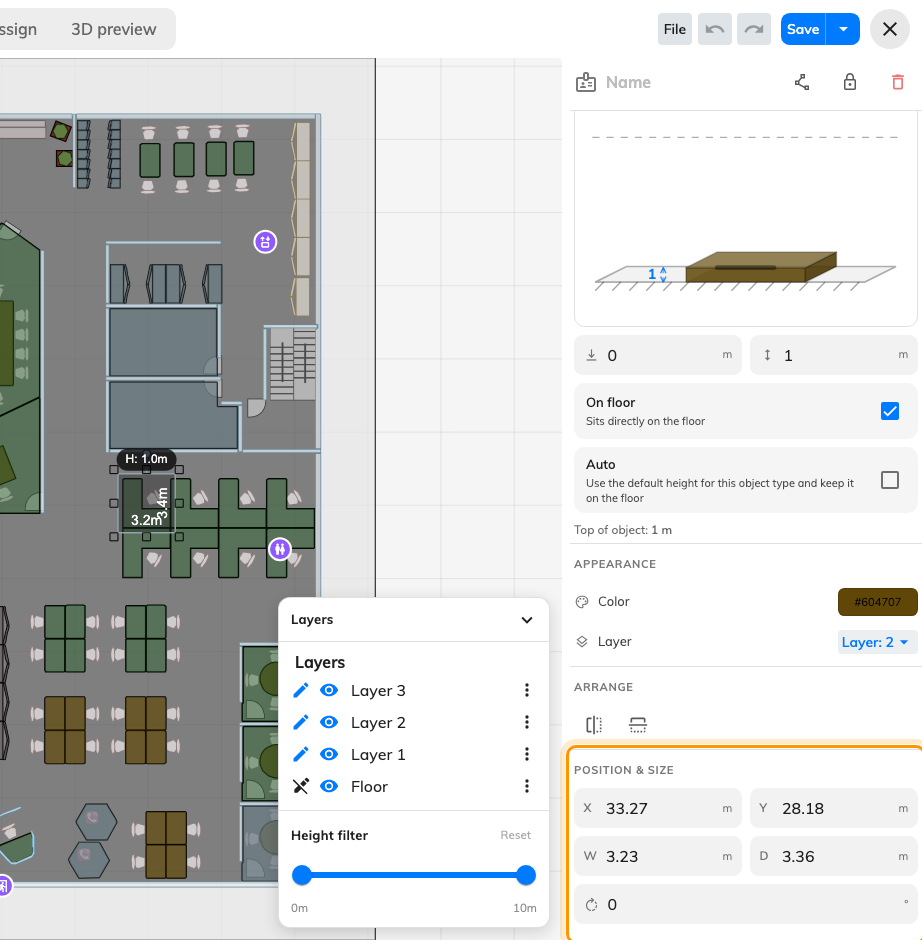 ssign
3D preview
File
Save
Name
1
0 m
1 m
On floor
Sits directly on the floor
Auto
Use the default height for this object type and keep it
on the floor
Top of object: 1 m
APPEARANCE
Color
#604707
Layer
Layer: 2
ARRANGE
POSITION & SIZE
X 33.27 m
Y 28.18 m
W 3.23 m
D 3.36 m
0 °
H: 1.0m
3.4m
3.2m
Layers
Layers
Layer 3
Layer 2
Layer 1
Floor
Height filter
Reset
0m
10m